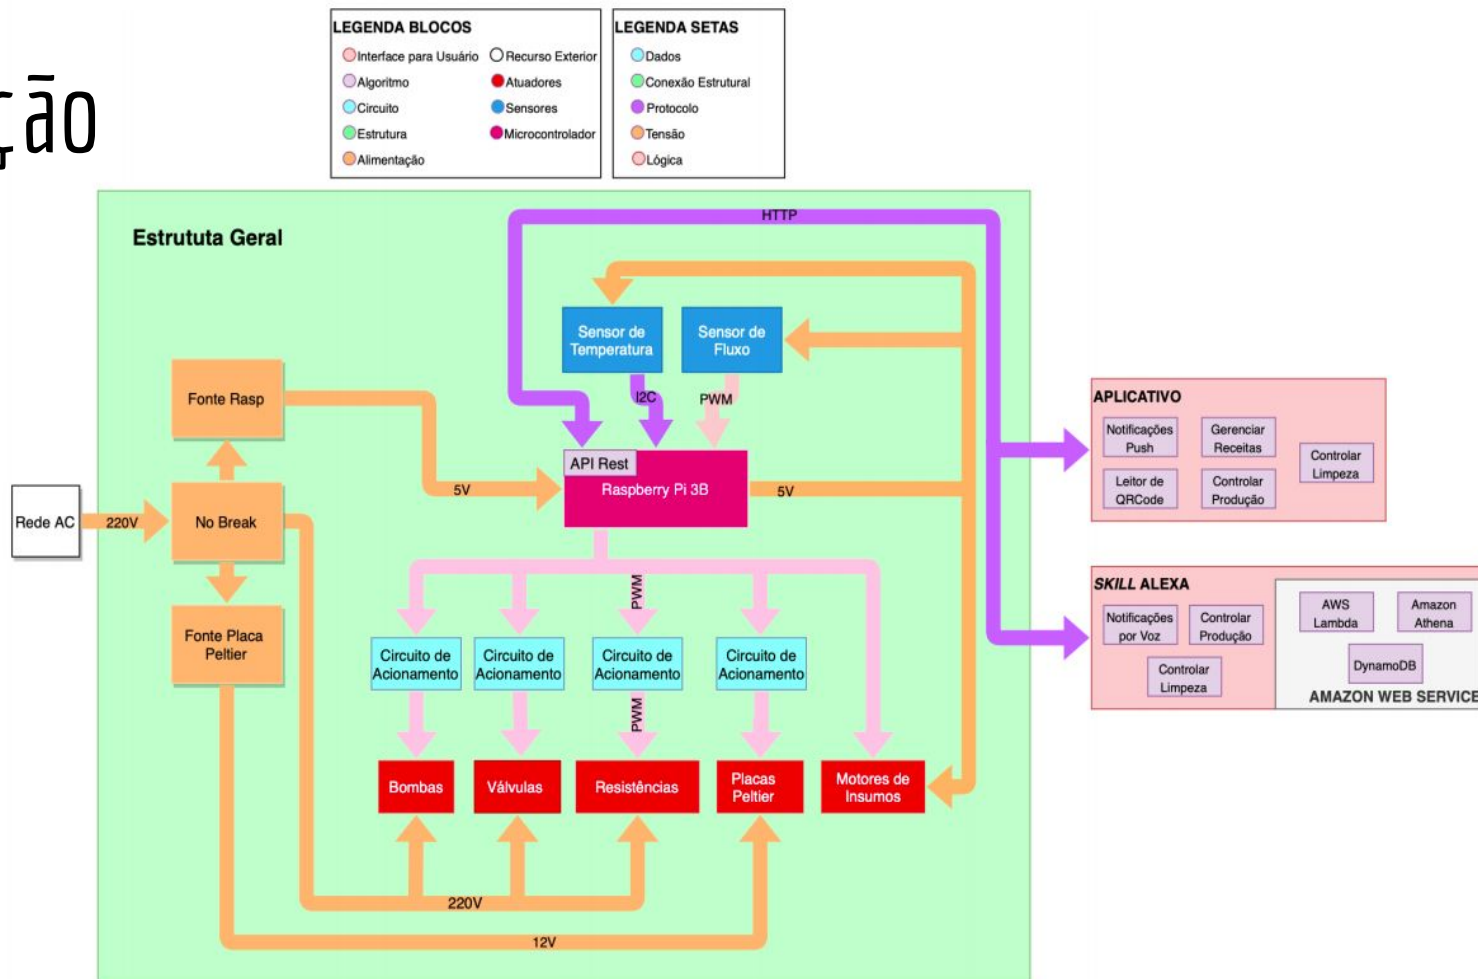 ção
LEGENDA BLOCOS
Interface para Usuário
Recurso Exterior
Algoritmo
Atuadores
Circuito
Sensores
Estrutura
Microcontrolador
Alimentação
LEGENDA SETAS
Dados
Conexão Estrutural
Protocolo
Tensão
Lógica
Estrututa Geral
HTTP
Sensor de
Temperatura
Sensor de
Fluxo
I2C
PWM
Fonte Rasp
5V
API Rest
Raspberry Pi 3B
5V
Rede AC
220V
No Break
Fonte Placa
Peltier
PWM
Circuito de
Acionamento
Circuito de
Acionamento
Circuito de
Acionamento
Circuito de
Acionamento
PWM
Bombas
Válvulas
Resistências
Placas
Peltier
Motores de
Insumos
220V
12V
APLICATIVO
Notificações
Push
Gerenciar
Receitas
Controlar
Limpeza
Leitor de
QRCode
Controlar
Produção
SKILL ALEXA
Notificações
por Voz
Controlar
Produção
Controlar
Limpeza
AWS
Lambda
Amazon
Athena
DynamoDB
AMAZON WEB SERVICE